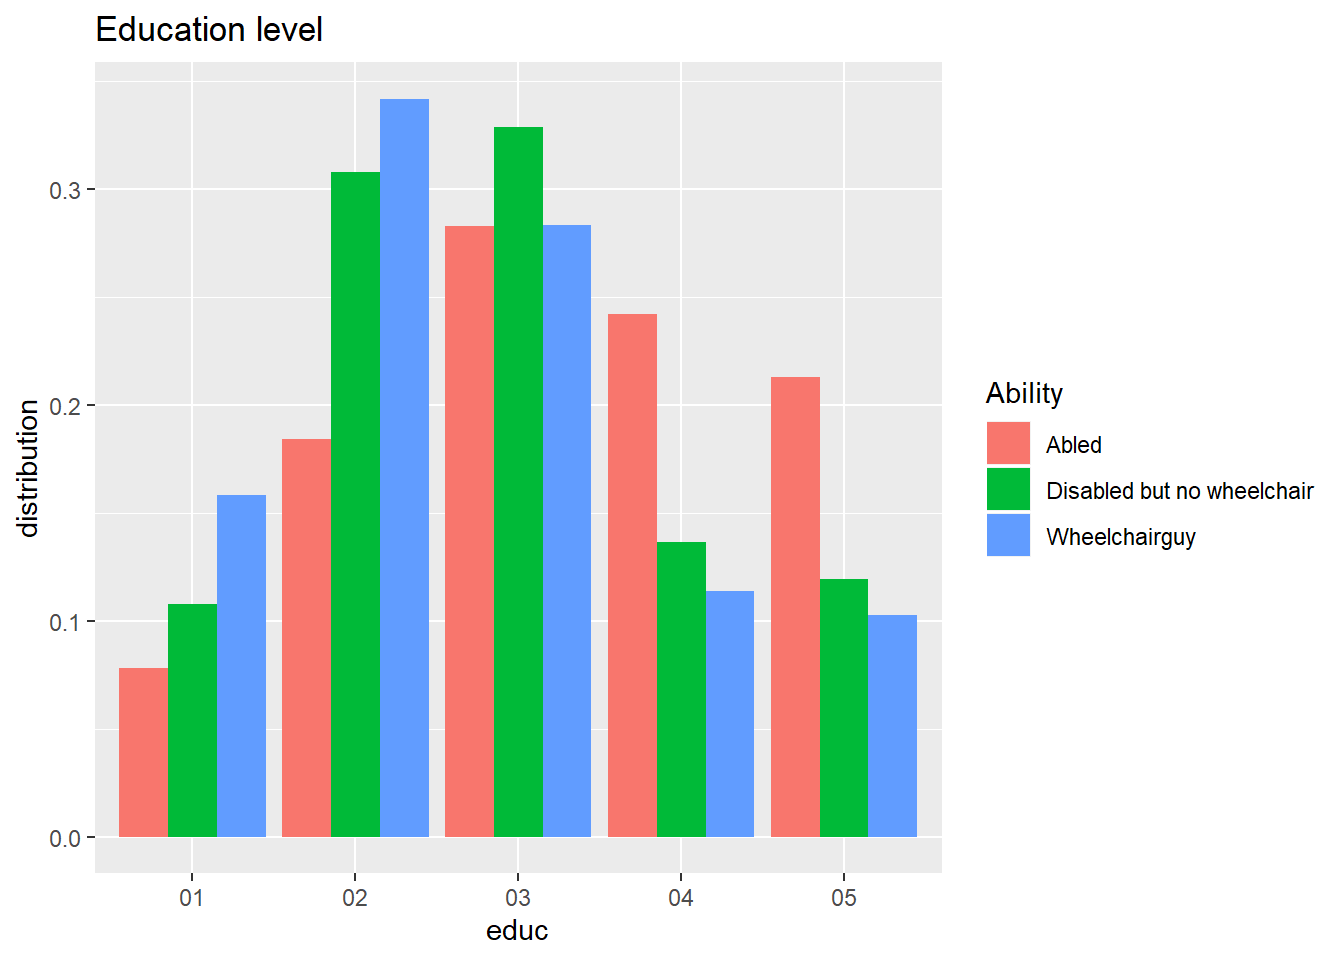 Education level
distribution
0.3
0.2
0.1
0.0
01 02 03 04 05
educ
Ability
Abled
Disabled but no wheelchair
Wheelchairguy